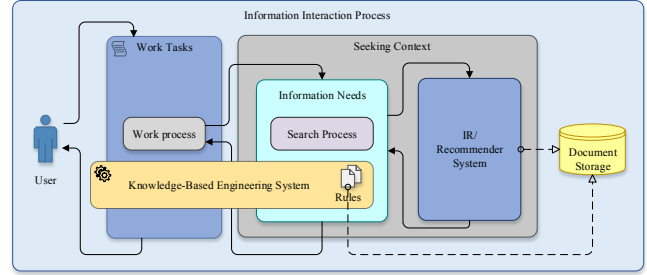 Information Interaction Process
Work Tasks
Seeking Context
Information Needs
Work process
Search Process
IR/
Recommender
System
Document
Storage
User
Knowledge-Based Engineering System
Rules